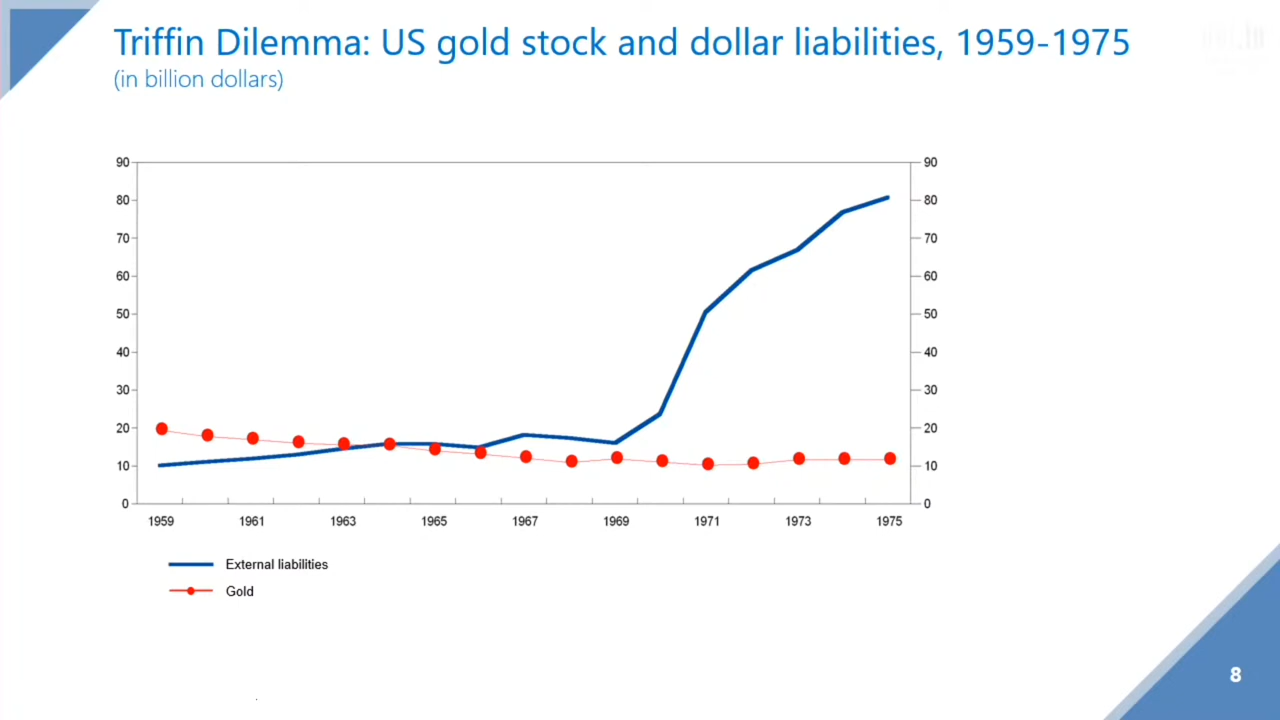 Triffin Dilemma: US gold stock and dollar liabilities, 1959-1975
(in billion dollars)
90 90
80 80
70 70
60 60
50 50
40 40
30 30
20 20
10 10
0 0
1959 1961 1963 1965 1967 1969 1971 1973 1975
External liabilities
Gold
8